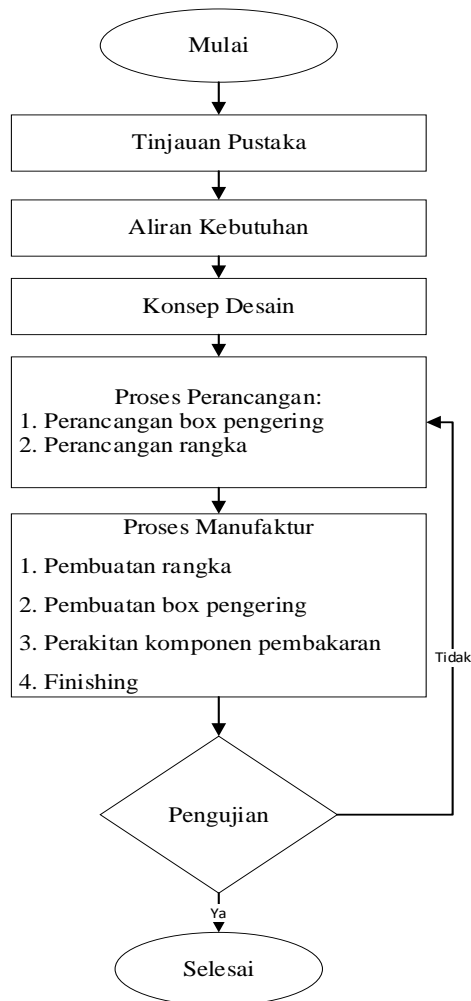 Mulai
Tinjauan Pustaka
Aliran Kebutuhan
Konsep Desain
Proses Perancangan:
1. Perancangan box pengering
2. Perancangan rangka
Proses Manufaktur
1. Pembuatan rangka
2. Pembuatan box pengering
3. Perakitan komponen pembakaran
4. Finishing
Tidak
Pengujian
Ya
Selesai